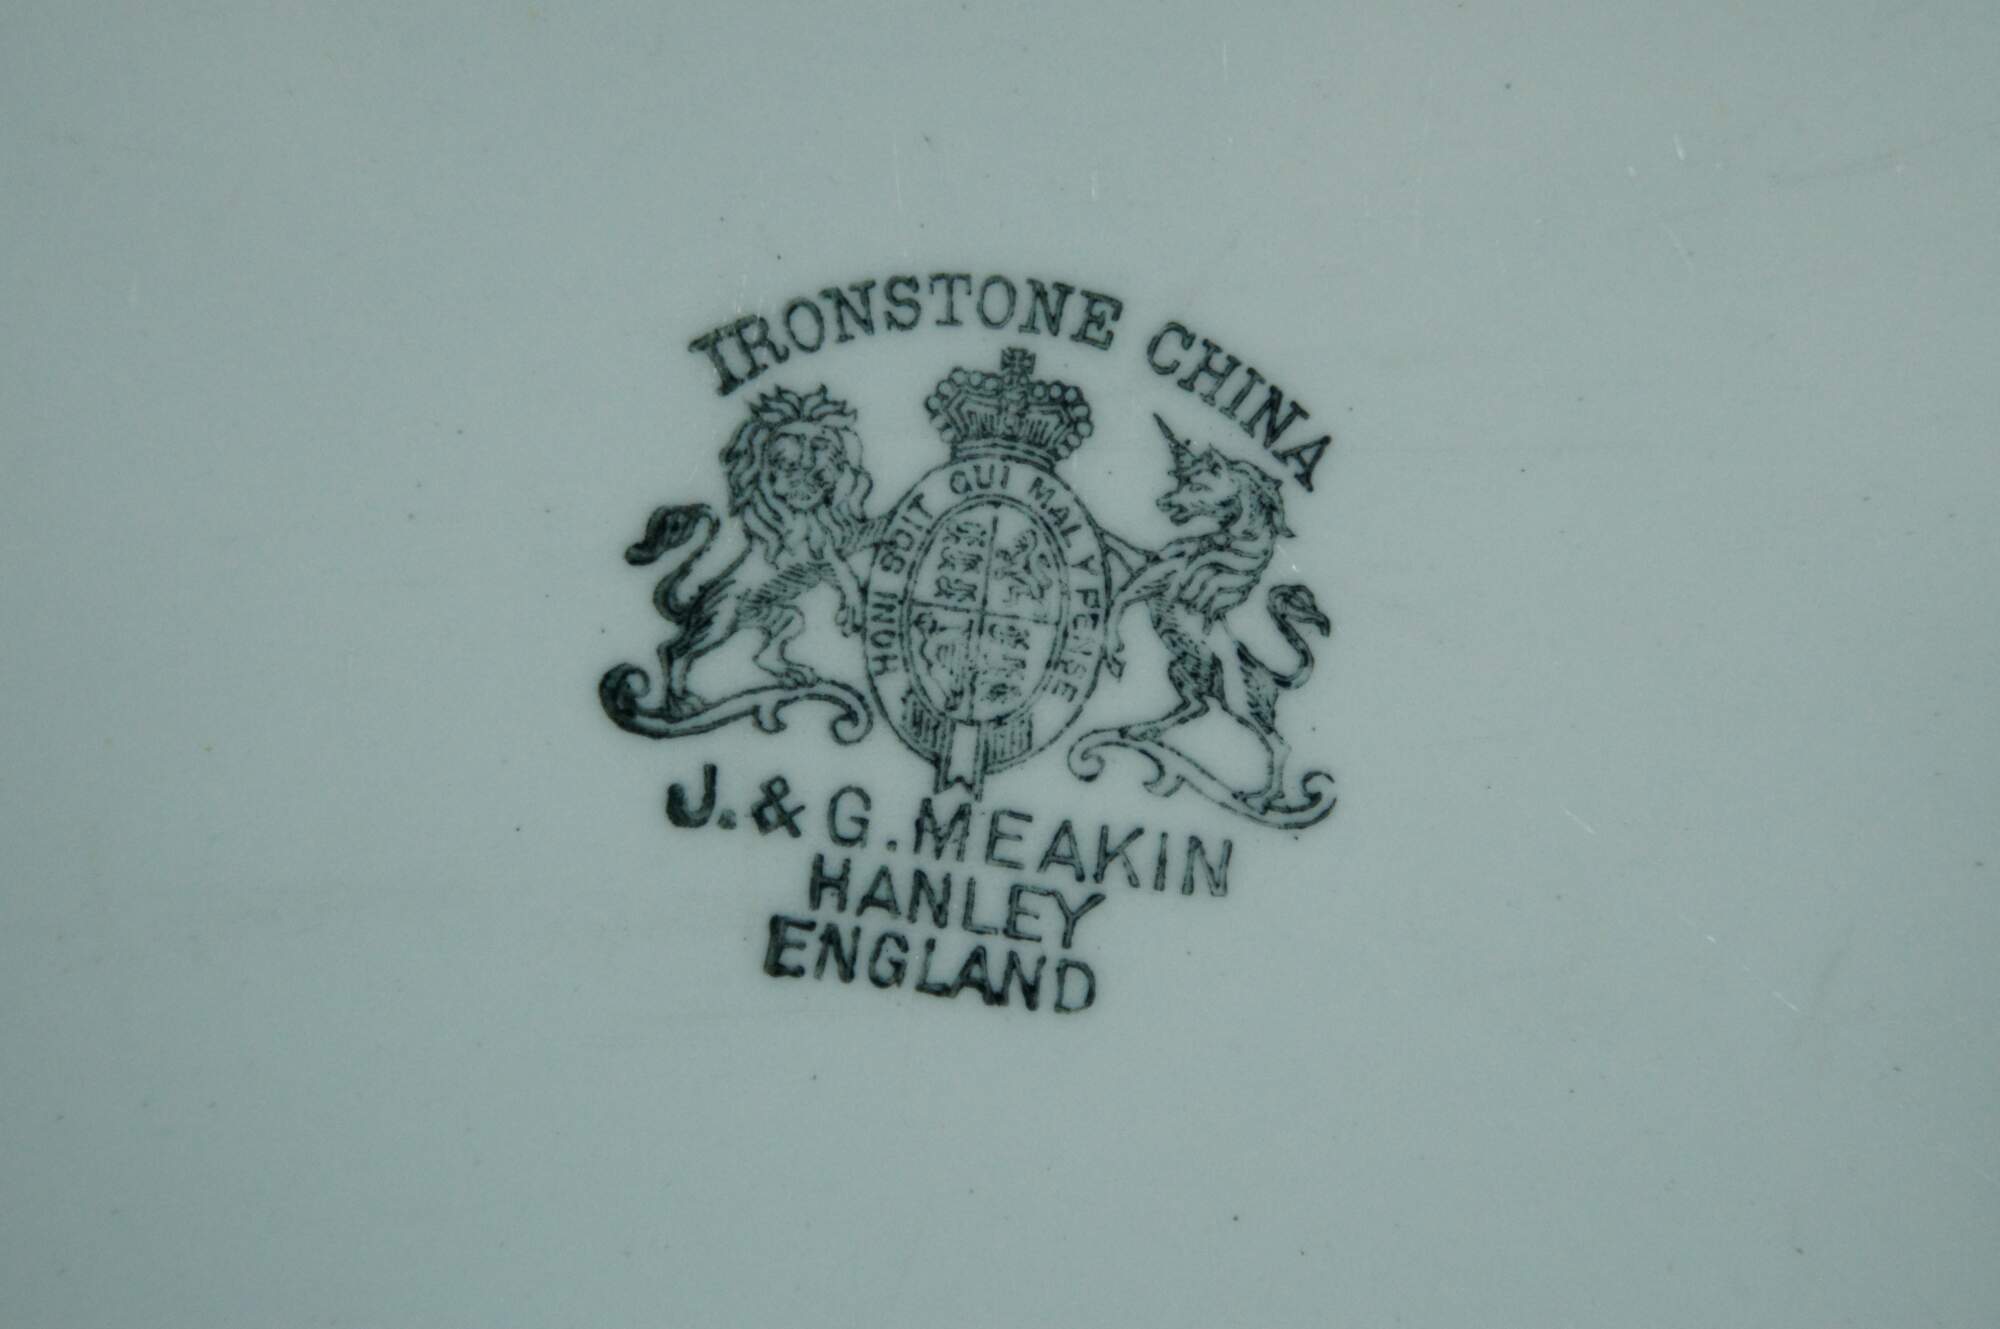 IRONSTONE CHINA
HONI SOIT QUI MAL Y PENSE
J. & G. MEAKIN
HANLEY
ENGLAND